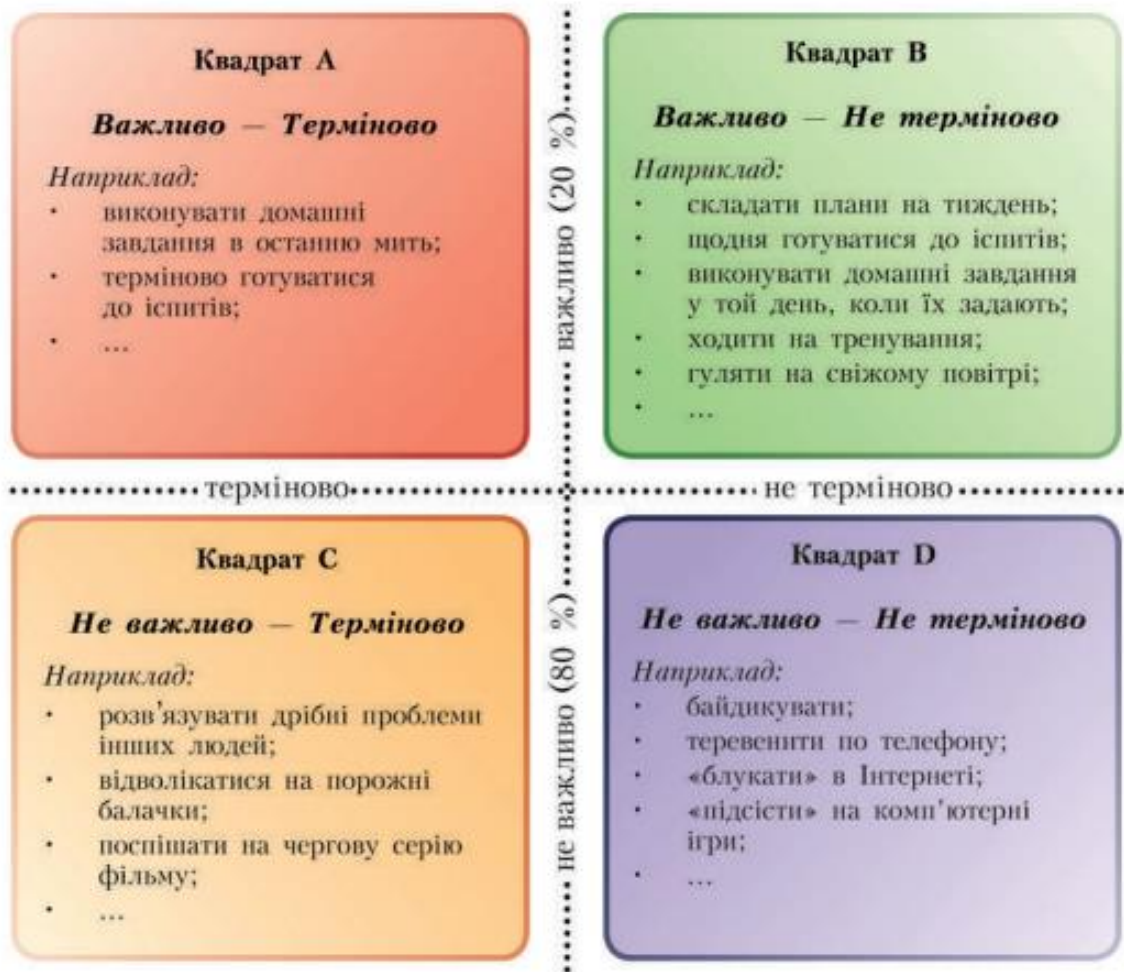 Квадрат А
Важливо — Терміново
Наприклад:
· виконувати домашні
завдання в останню мить;
· терміново готуватися
до іспитів;
· ...
важливо (20 %)
Квадрат В
Важливо — Не терміново
Наприклад:
· складати плани на тиждень;
· щодня готуватися до іспитів;
· виконувати домашні завдання
у той день, коли їх задають;
· ходити на тренування;
· гуляти на свіжому повітрі;
· ...
терміново
не терміново
Квадрат С
Не важливо — Терміново
Наприклад:
· розв'язувати дрібні проблеми
інших людей;
· відволікатися на порожні
балачки;
· поспішати на чергову серію
фільму;
· ...
не важливо (80 %)
Квадрат D
Не важливо — Не терміново
Наприклад:
· байдикувати;
· теревенити по телефону;
· «блукати» в Інтернеті;
· «підсісти» на комп'ютерні
ігри;
· ...